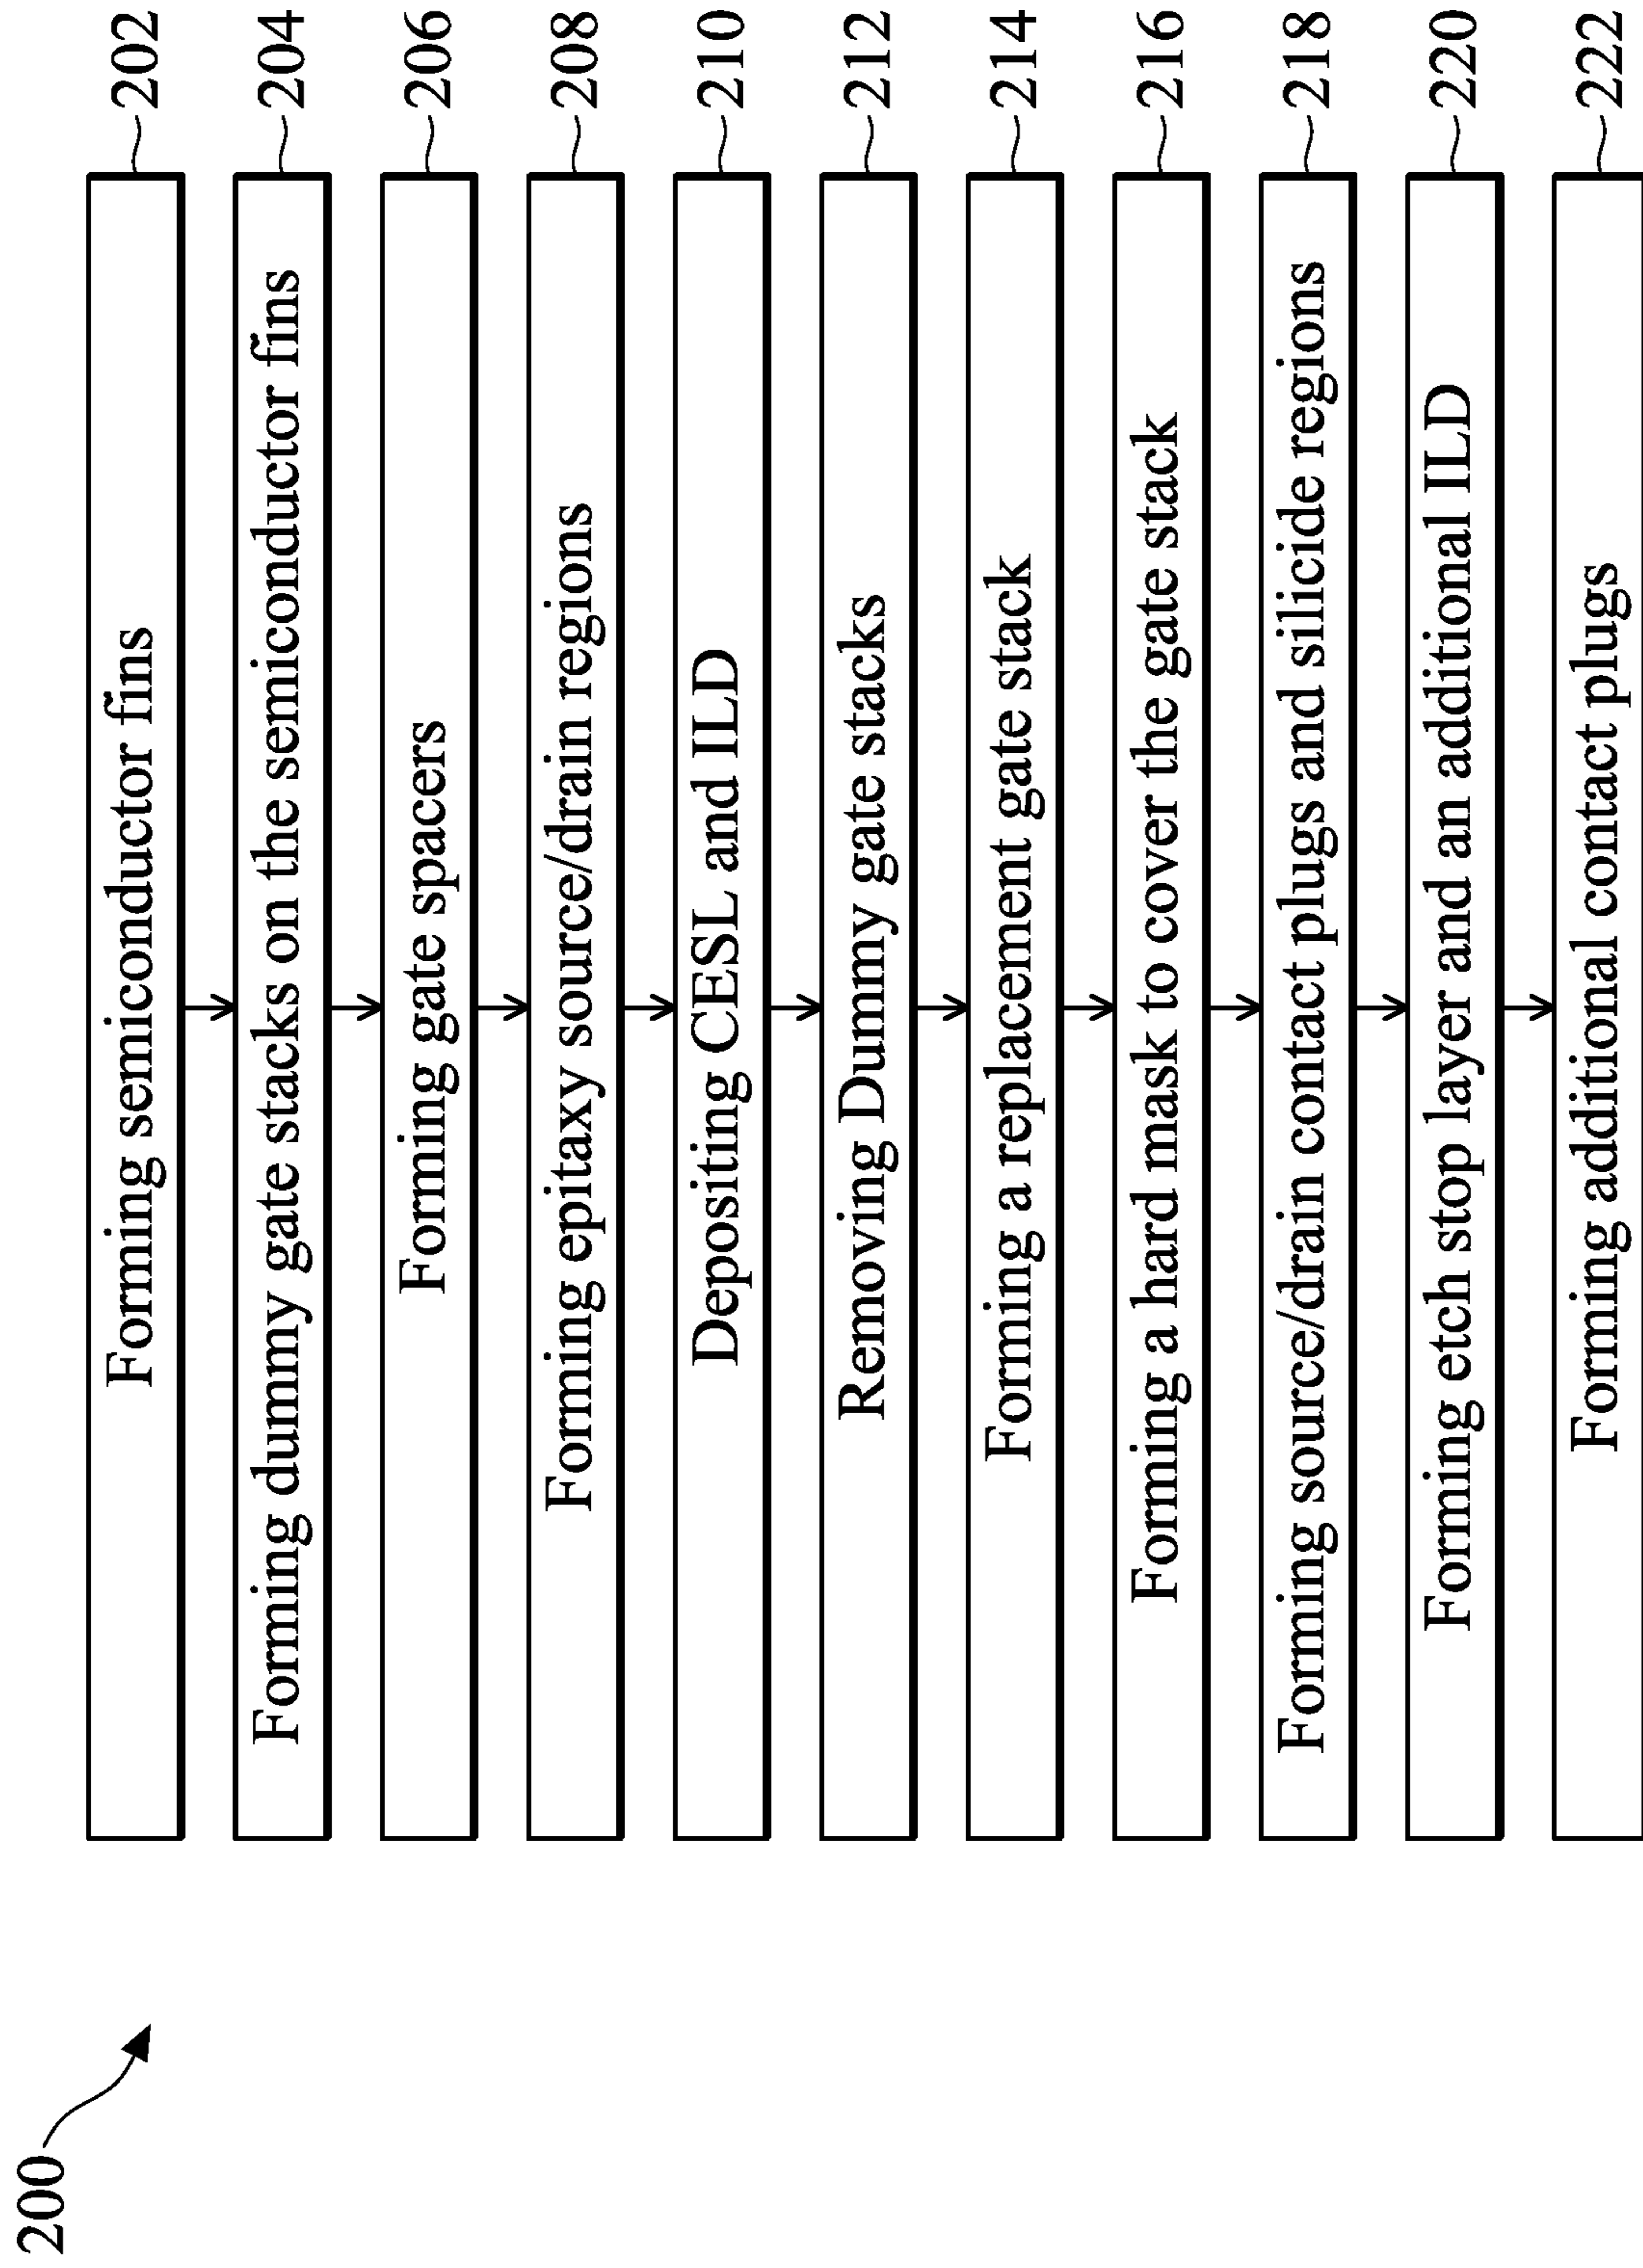 200
Forming semiconductor fins 202
Forming dummy gate stacks on the semiconductor fins 204
Forming gate spacers 206
Forming epitaxy source/drain regions 208
Depositing CESL and ILD 210
Removing Dummy gate stacks 212
Forming a replacement gate stack 214
Forming a hard mask to cover the gate stack 216
Forming source/drain contact plugs and silicide regions 218
Forming etch stop layer and an additional ILD 220
Forming additional contact plugs 222